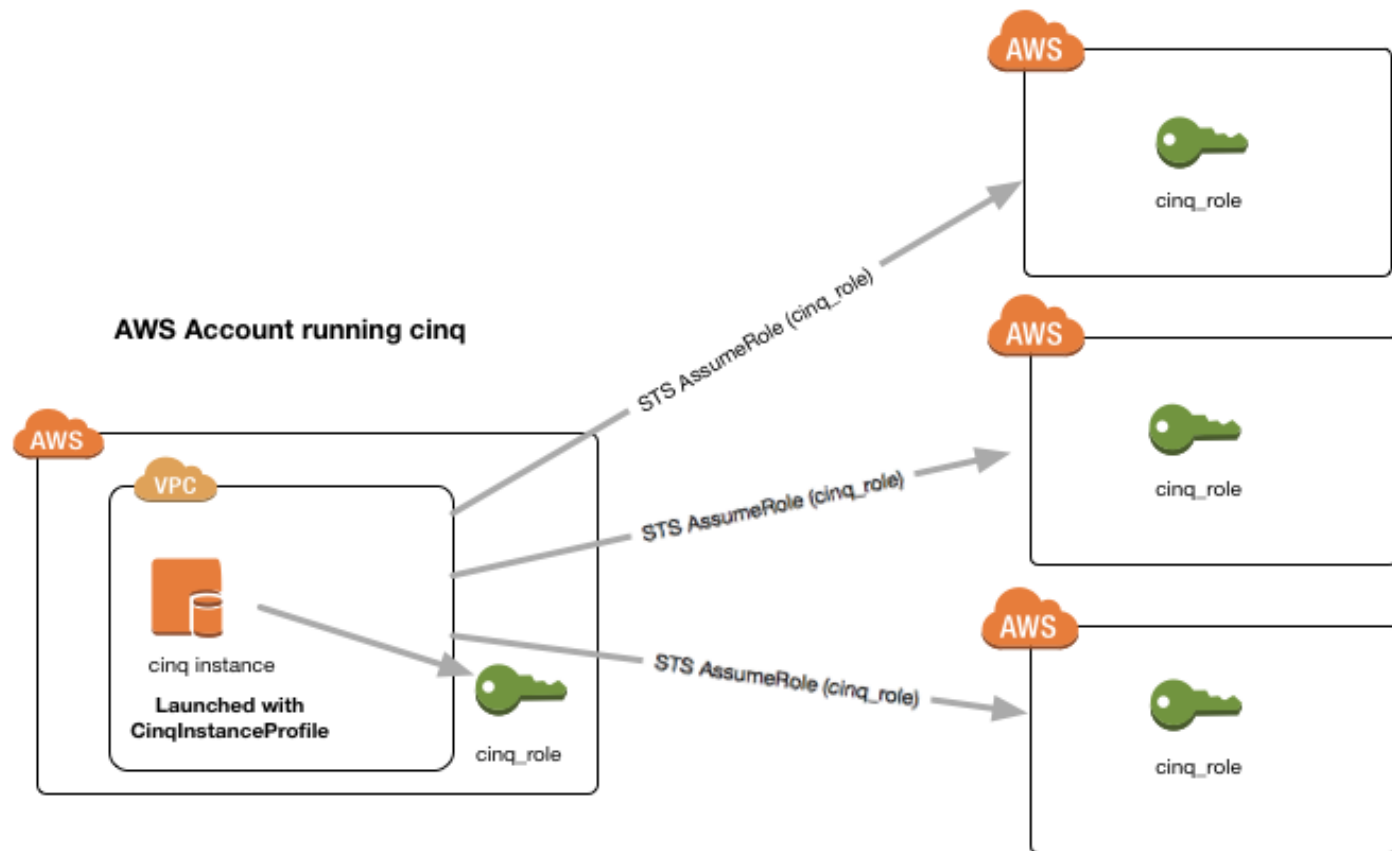 AWS
cinq_role
STS AssumeRole (cinq_role)
AWS Account running cinq
AWS
cinq_role
AWS
VPC
STS AssumeRole (cinq_role)
AWS
cinq instance
STS AssumeRole (cinq_role)
Launched with
CinqInstanceProfile
cinq_role
cinq_role